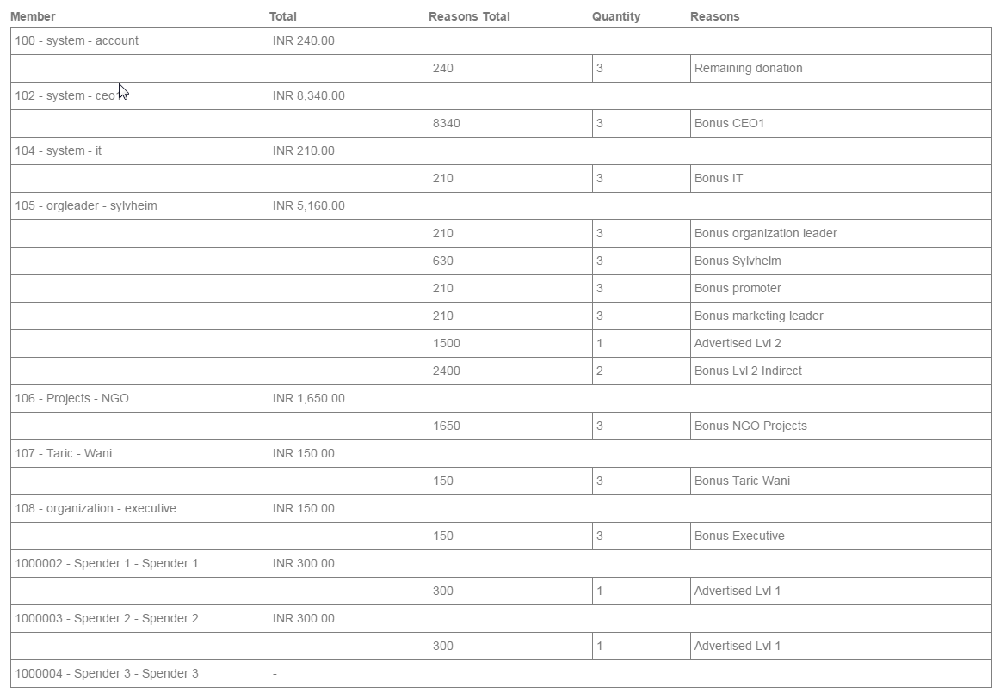 Member Total Reasons Total Quantity Reasons
100 - system - account INR 240.00
240 3 Remaining donation
102 - system - ceo1 INR 8,340.00
8340 3 Bonus CEO1
104 - system - it INR 210.00
210 3 Bonus IT
105 - orgleader - sylvheim INR 5,160.00
210 3 Bonus organization leader
630 3 Bonus Sylvhelm
210 3 Bonus promoter
210 3 Bonus marketing leader
1500 1 Advertised Lvl 2
2400 2 Bonus Lvl 2 Indirect
106 - Projects - NGO INR 1,650.00
1650 3 Bonus NGO Projects
107 - Taric - Wani INR 150.00
150 3 Bonus Taric Wani
108 - organization - executive INR 150.00
150 3 Bonus Executive
1000002 - Spender 1 - Spender 1 INR 300.00
300 1 Advertised Lvl 1
1000003 - Spender 2 - Spender 2 INR 300.00
300 1 Advertised Lvl 1
1000004 - Spender 3 - Spender 3 -